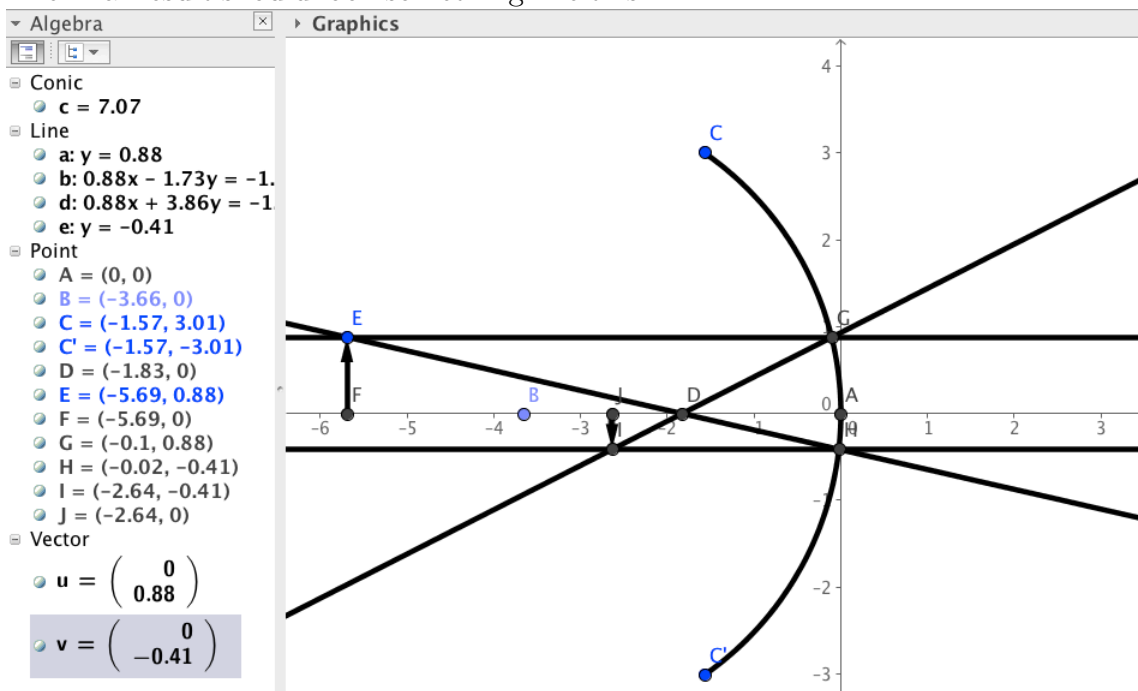 Algebra
Graphics
Conic
c = 7.07
Line
a: y = 0.88
b: 0.88x – 1.73y = –1.
d: 0.88x + 3.86y = –1.
e: y = –0.41
Point
A = (0, 0)
B = (–3.66, 0)
C = (–1.57, 3.01)
C' = (–1.57, –3.01)
D = (–1.83, 0)
E = (–5.69, 0.88)
F = (–5.69, 0)
G = (–0.1, 0.88)
H = (–0.02, –0.41)
I = (–2.64, –0.41)
J = (–2.64, 0)
Vector
u = ( 0
0.88 )
v = ( 0
–0.41 )
4
C
3
2
E
G
F
B
J
D
0
A
–6
–5
–4
–3
I
–2
–1
H
1
2
3
–1
–2
C'
–3